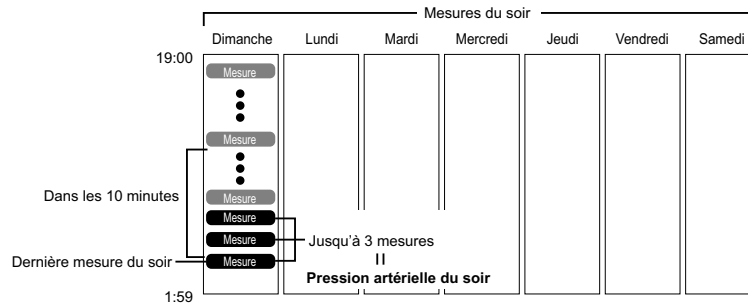 Mesures du soir
Dimanche Lundi Mardi Mercredi Jeudi Vendredi Samedi
19:00
Mesure
Mesure
Dans les 10 minutes
Mesure
Mesure
Mesure
Jusqu'à 3 mesures
Dernière mesure du soir
Mesure
=
Pression artérielle du soir
1:59